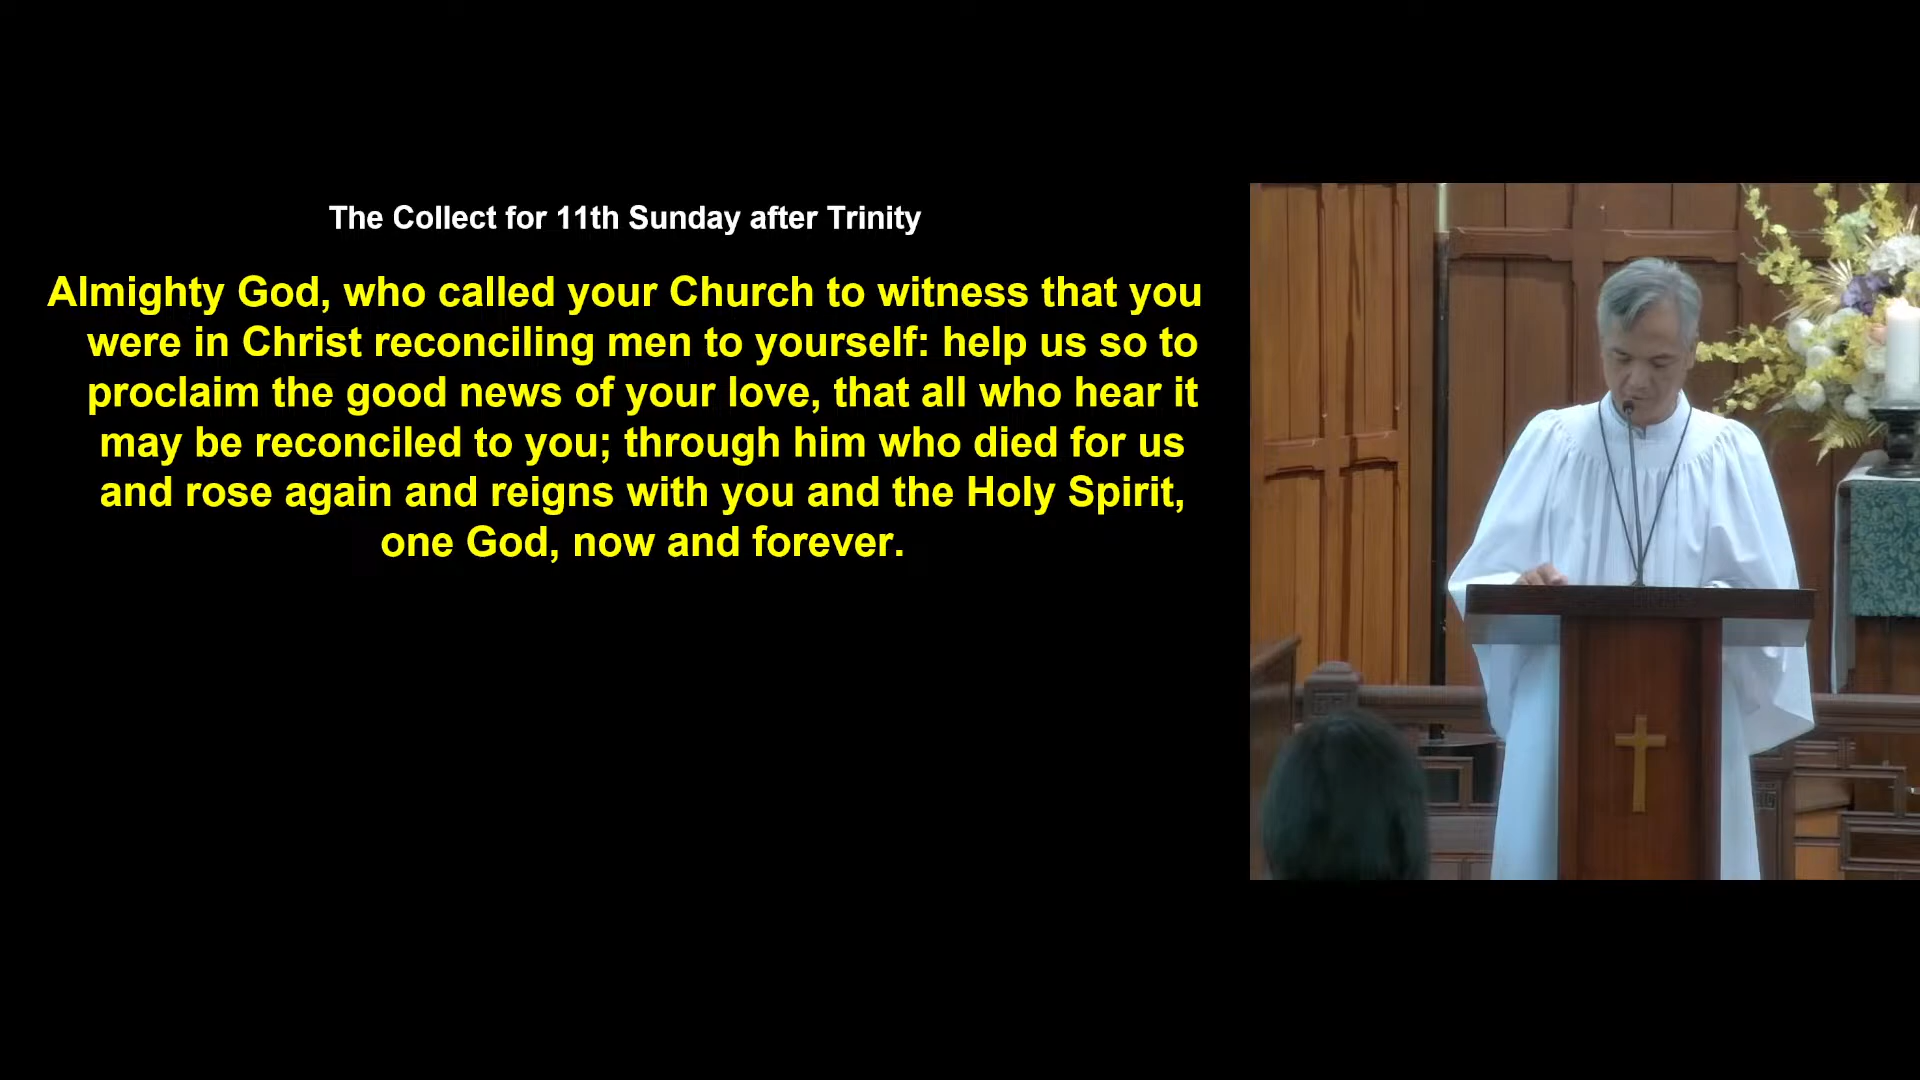 The Collect for 11th Sunday after Trinity
Almighty God, who called your Church to witness that you
were in Christ reconciling men to yourself: help us so to
proclaim the good news of your love, that all who hear it
may be reconciled to you; through him who died for us
and rose again and reigns with you and the Holy Spirit,
one God, now and forever.